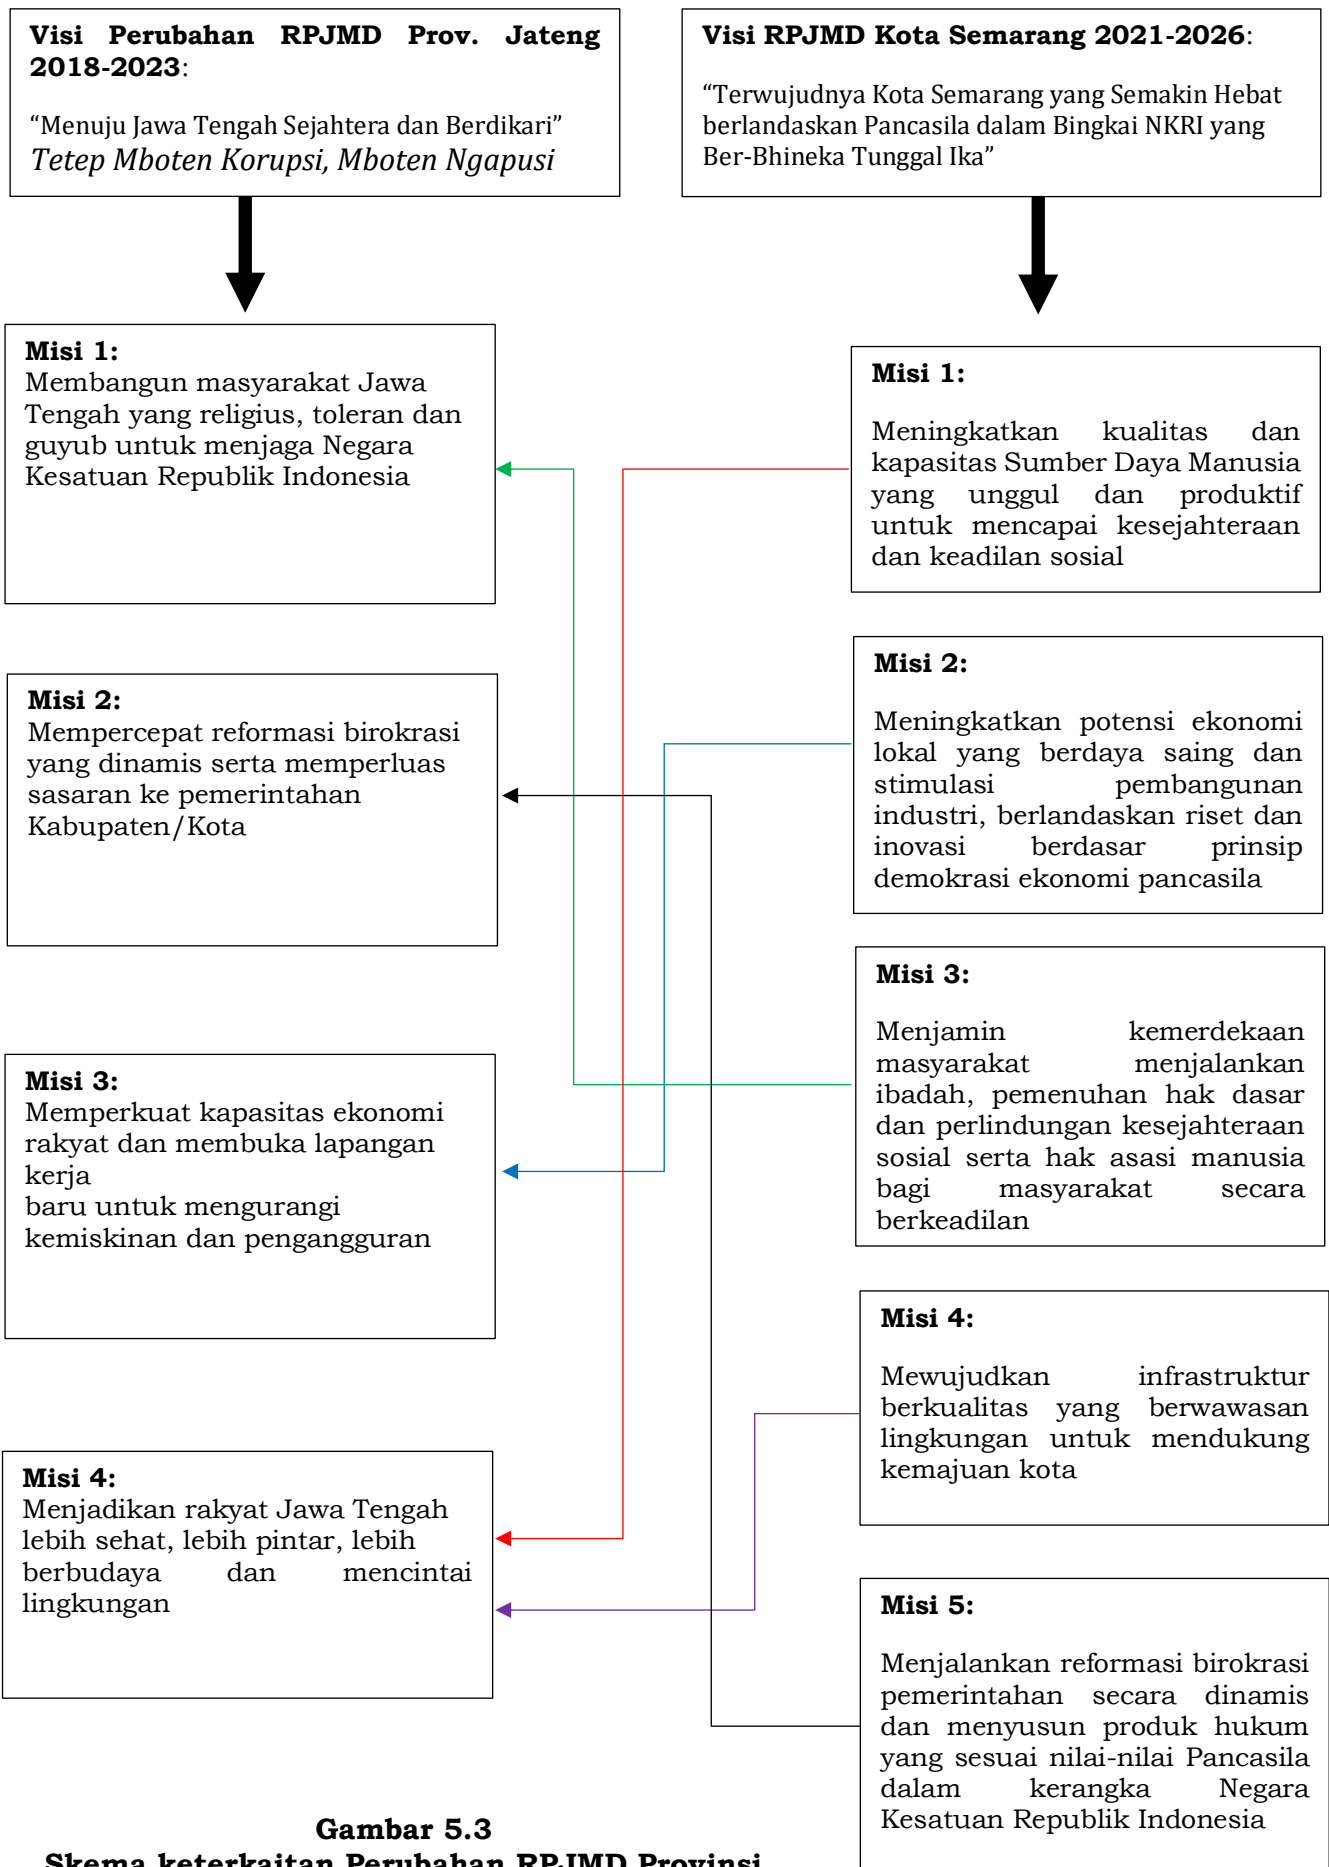 Visi Perubahan RPJMD Prov. Jateng
2018-2023:
“Menuju Jawa Tengah Sejahtera dan Berdikari”
Tetep Mboten Korupsi, Mboten Ngapusi
Misi 1:
Membangun masyarakat Jawa
Tengah yang religius, toleran dan
guyub untuk menjaga Negara
Kesatuan Republik Indonesia
Misi 2:
Mempercepat reformasi birokrasi
yang dinamis serta memperluas
sasaran ke pemerintahan
Kabupaten/Kota
Misi 3:
Memperkuat kapasitas ekonomi
rakyat dan membuka lapangan
kerja
baru untuk mengurangi
kemiskinan dan pengangguran
Misi 4:
Menjadikan rakyat Jawa Tengah
lebih sehat, lebih pintar, lebih
berbudaya dan mencintai
lingkungan
Visi RPJMD Kota Semarang 2021-2026:
“Terwujudnya Kota Semarang yang Semakin Hebat
berlandaskan Pancasila dalam Bingkai NKRI yang
Ber-Bhineka Tunggal Ika”
Misi 1:
Meningkatkan kualitas dan
kapasitas Sumber Daya Manusia
yang unggul dan produktif
untuk mencapai kesejahteraan
dan keadilan sosial
Misi 2:
Meningkatkan potensi ekonomi
lokal yang berdaya saing dan
stimulasi pembangunan
industri, berlandaskan riset dan
inovasi berdasar prinsip
demokrasi ekonomi pancasila
Misi 3:
Menjamin kemerdekaan
masyarakat menjalankan
ibadah, pemenuhan hak dasar
dan perlindungan kesejahteraan
sosial serta hak asasi manusia
bagi masyarakat secara
berkeadilan
Misi 4:
Mewujudkan infrastruktur
berkualitas yang berwawasan
lingkungan untuk mendukung
kemajuan kota
Misi 5:
Menjalankan reformasi birokrasi
pemerintahan secara dinamis
dan menyusun produk hukum
yang sesuai nilai-nilai Pancasila
dalam kerangka Negara
Kesatuan Republik Indonesia
Gambar 5.3
Skema keterkaitan Perubahan RPJMD Provinsi